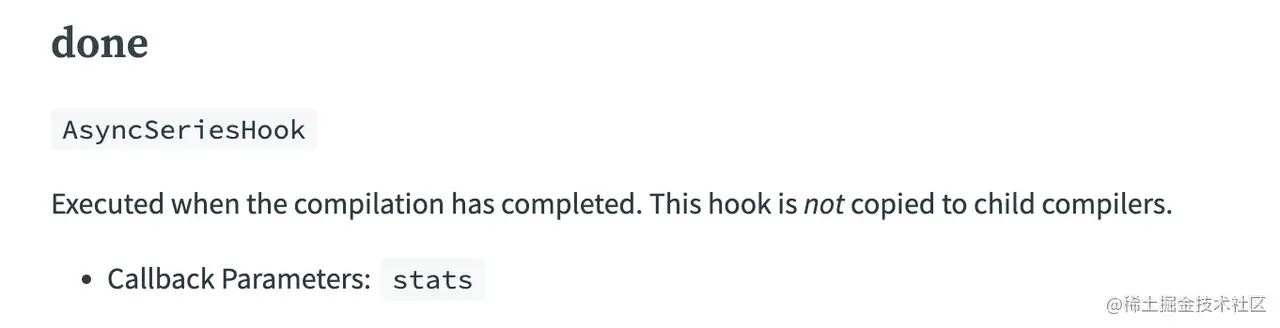 done
AsyncSeriesHook
Executed when the compilation has completed. This hook is not copied to child compilers.
• Callback Parameters: stats
@稀土掘金技术社区